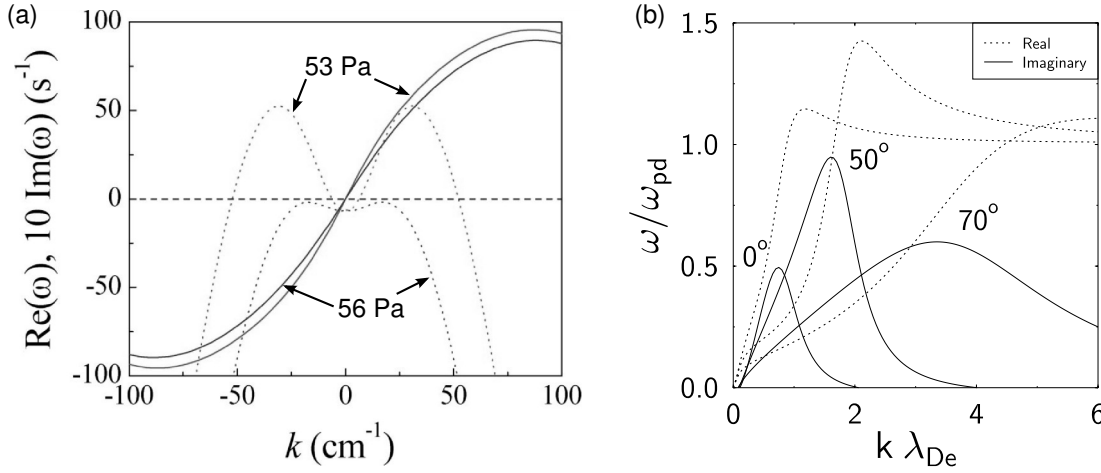 (a)
Re(ω), 10 Im(ω) (s⁻¹)
100
50
0
-50
-100
53 Pa
56 Pa
-100 -50 0 50 100
k (cm⁻¹)
(b)
ω/ω_pd
1.5
1.0
0.5
0.0
Real
Imaginary
0°
50°
70°
0 2 4 6
k λ_De